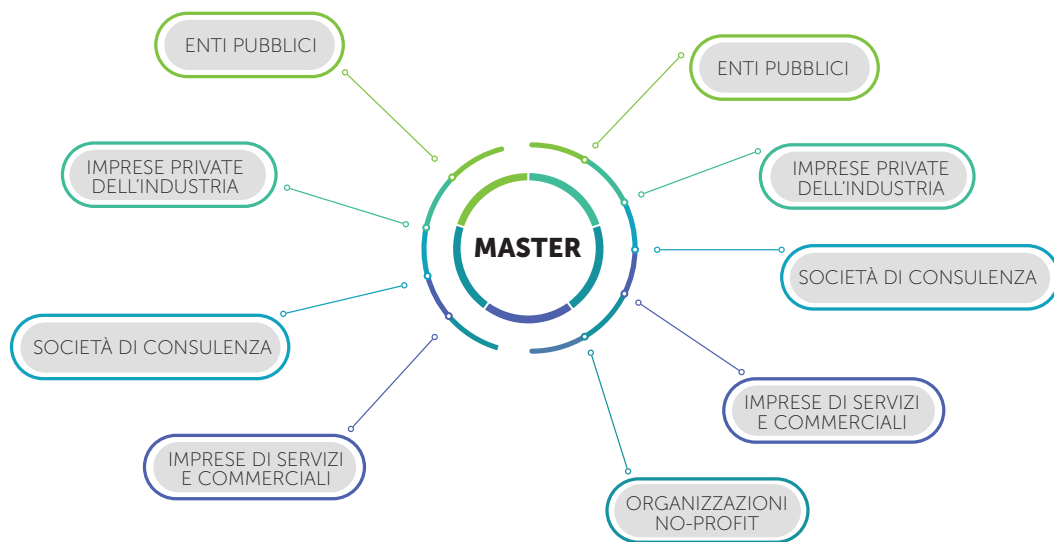 ENTI PUBBLICI
IMPRESE PRIVATE
DELL'INDUSTRIA
SOCIETÀ DI CONSULENZA
IMPRESE DI SERVIZI
E COMMERCIALI
MASTER
ENTI PUBBLICI
IMPRESE PRIVATE
DELL'INDUSTRIA
SOCIETÀ DI CONSULENZA
IMPRESE DI SERVIZI
E COMMERCIALI
ORGANIZZAZIONI
NO-PROFIT